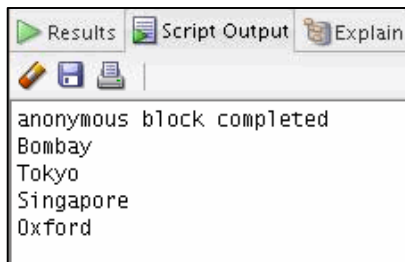 Results Script Output Explain
anonymous block completed
Bombay
Tokyo
Singapore
Oxford